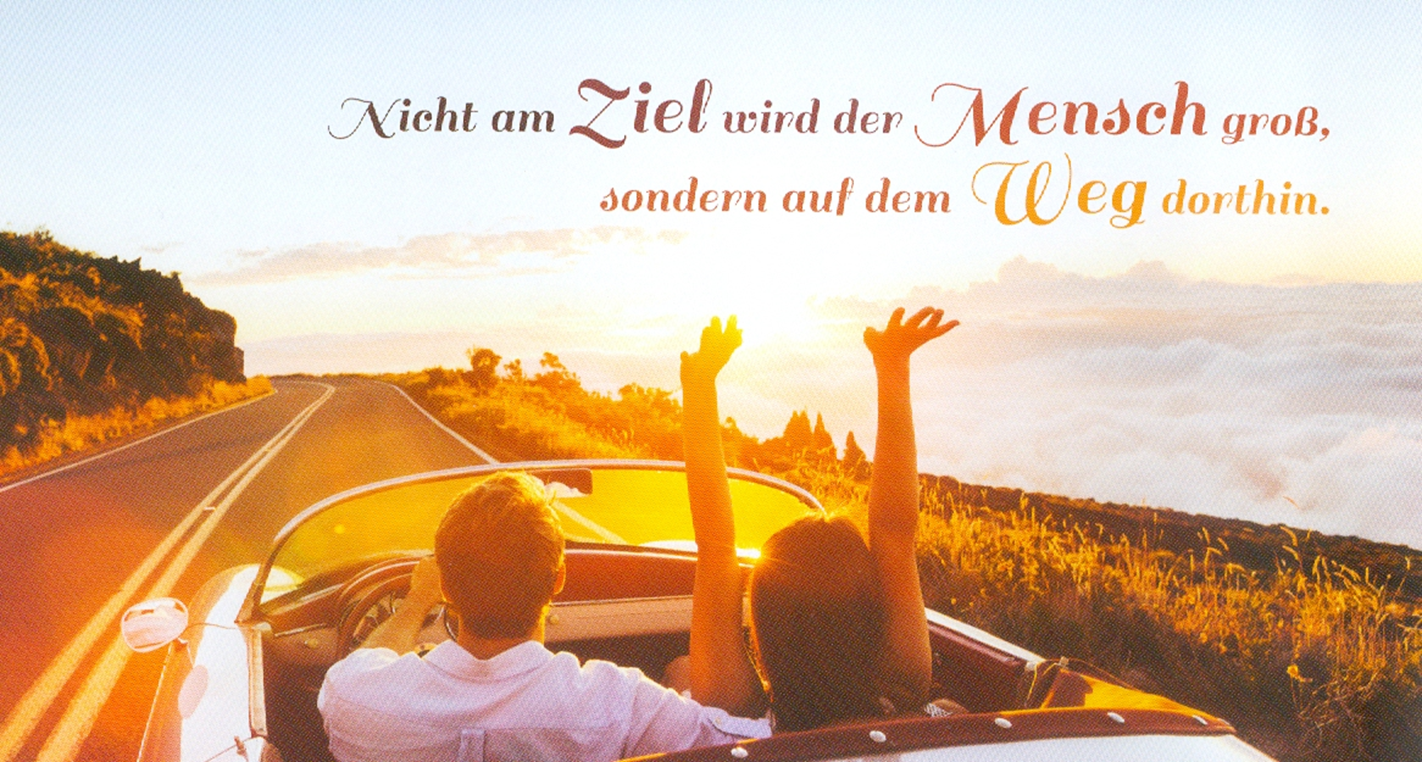 Nicht am Ziel wird der Mensch groß,
sondern auf dem Weg dorthin.